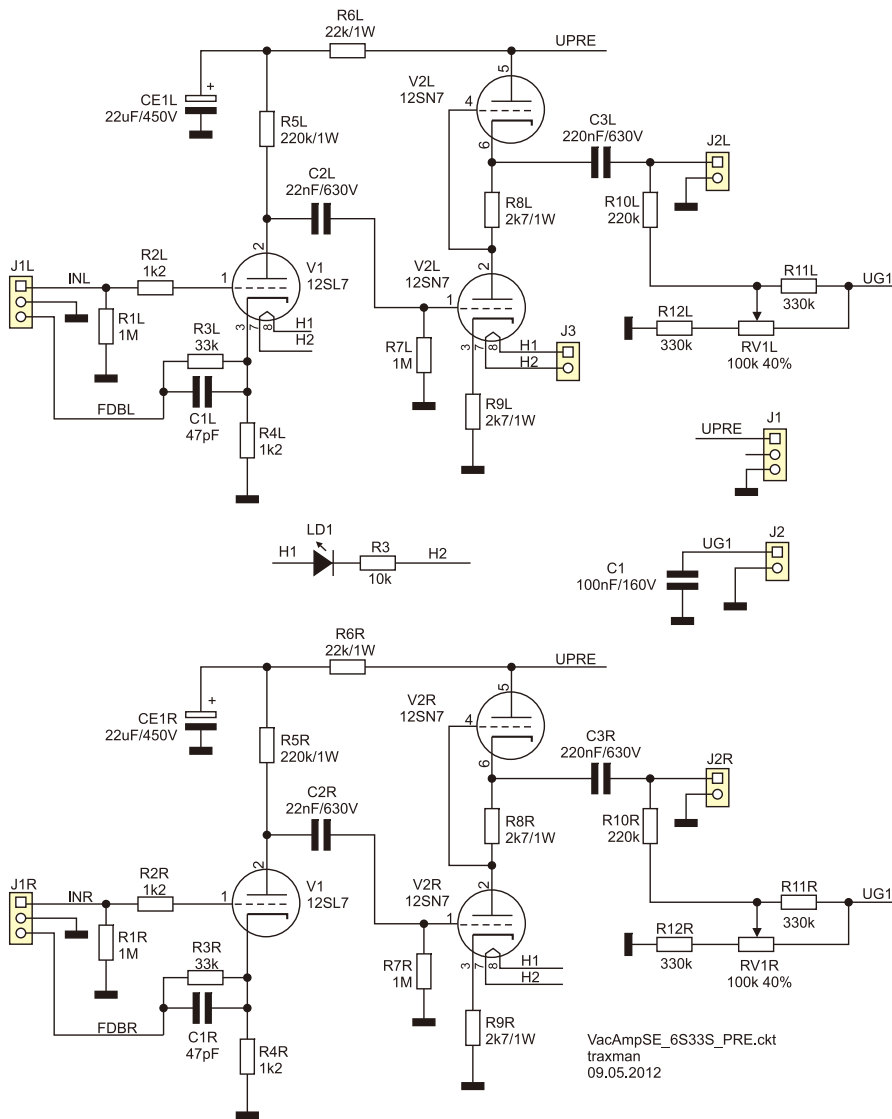 R6L
22k/1W
UPRE
5
CE1L
22uF/450V
+
R5L
220k/1W
V2L
12SN7
4
6
C3L
220nF/630V
J2L
C2L
22nF/630V
R8L
2k7/1W
R10L
220k
J1L
INL
R2L
1k2
1
2
V1
12SL7
V2L
12SN7
1
2
R11L
330k
UG1
R12L
330k
RV1L
100k 40%
R1L
1M
R3L
33k
3
7
8
H1
H2
R7L
1M
3
7
8
H1
H2
J3
FDBL
C1L
47pF
R4L
1k2
R9L
2k7/1W
UPRE
J1
LD1
H1
R3
10k
H2
UG1
J2
C1
100nF/160V
R6R
22k/1W
UPRE
5
CE1R
22uF/450V
+
R5R
220k/1W
V2R
12SN7
4
6
C3R
220nF/630V
J2R
C2R
22nF/630V
R8R
2k7/1W
R10R
220k
J1R
INR
R2R
1k2
1
2
V1
12SL7
V2R
12SN7
1
2
R11R
330k
UG1
R12R
330k
RV1R
100k 40%
R1R
1M
R3R
33k
R7R
1M
3
7
8
H1
H2
FDBR
C1R
47pF
R4R
1k2
R9R
2k7/1W
VacAmpSE_6S33S_PRE.ckt
traxman
09.05.2012